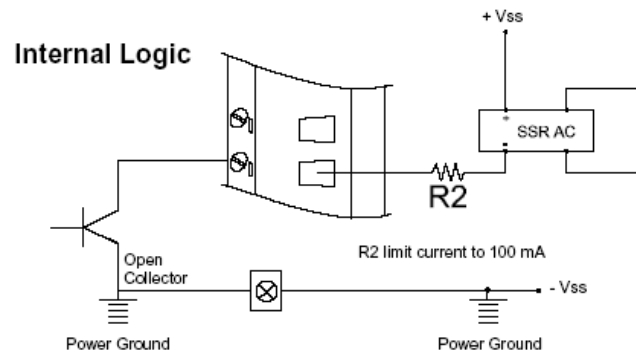 + Vss
Internal Logic
+
SSR AC
-
R2
R2 limit current to 100 mA
Open
Collector
- Vss
Power Ground
Power Ground